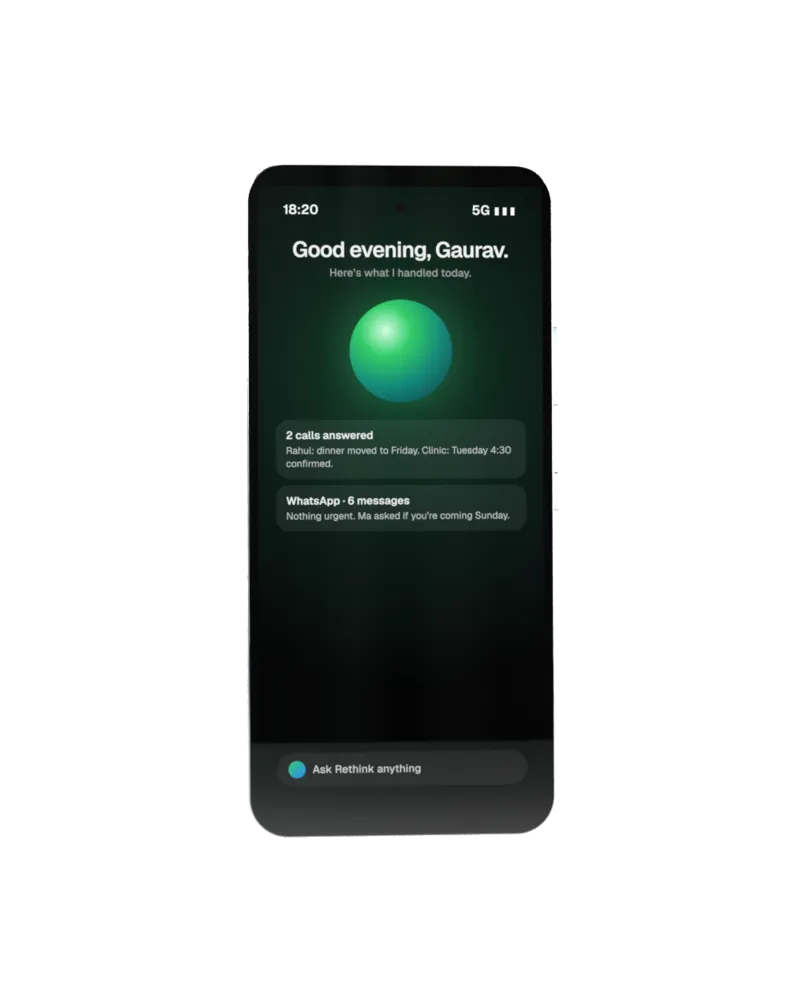 18:20
5G
Good evening, Gaurav.
Here's what I handled today.
2 calls answered
Rahul: dinner moved to Friday. Clinic: Tuesday 4:30
confirmed.
WhatsApp · 6 messages
Nothing urgent. Ma asked if you're coming Sunday.
Ask Rethink anything